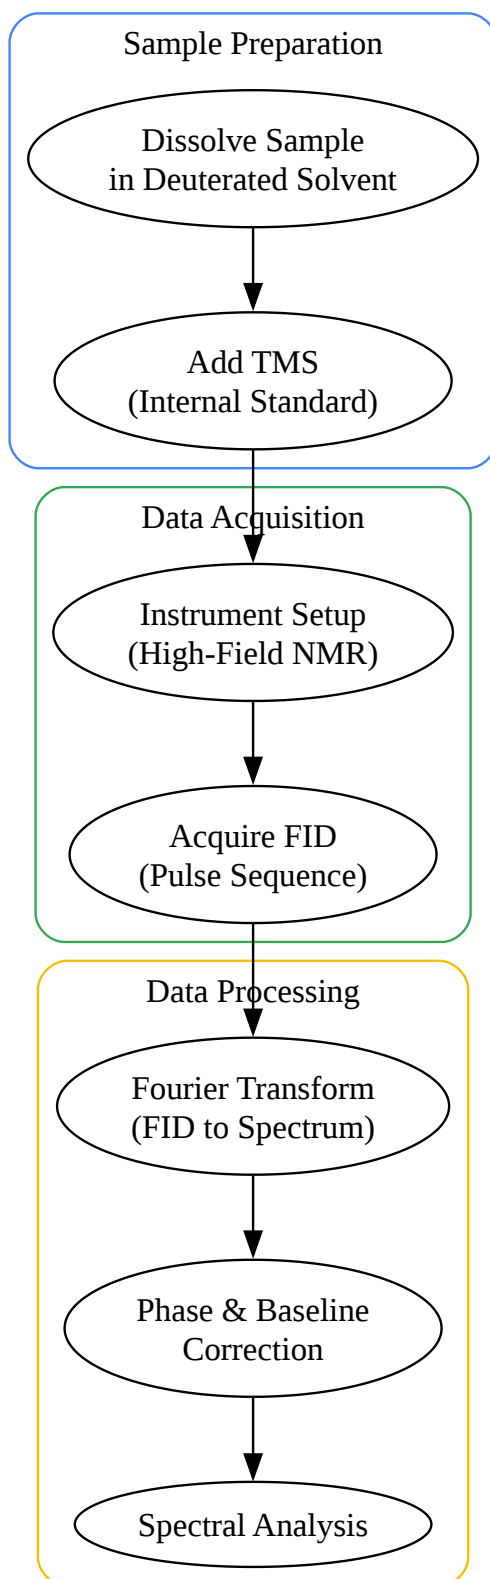 Sample Preparation
Dissolve Sample
in Deuterated Solvent
Add TMS
(Internal Standard)
Data Acquisition
Instrument Setup
(High-Field NMR)
Acquire FID
(Pulse Sequence)
Data Processing
Fourier Transform
(FID to Spectrum)
Phase & Baseline
Correction
Spectral Analysis